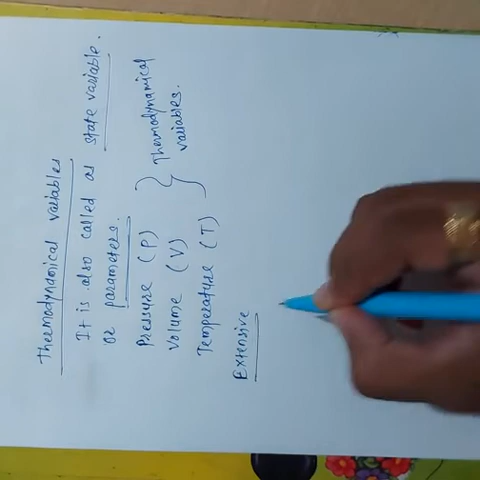 Thermodynamical variables
It is also called as state variable.
or parameters.
Pressure (P)
Volume (V)
Temperature (T)
Thermodynamical
variables.
Extensive